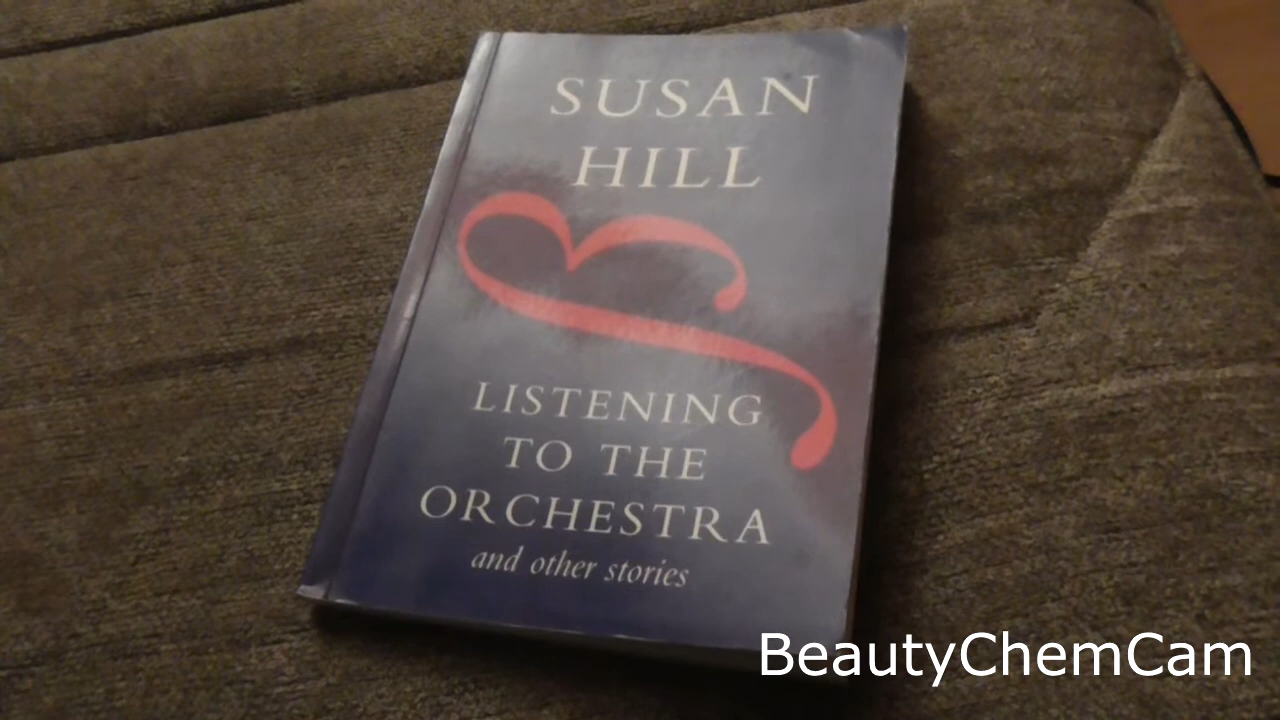 SUSAN
HILL
LISTENING
TO THE
ORCHESTRA
and other stories
BeautyChemCam